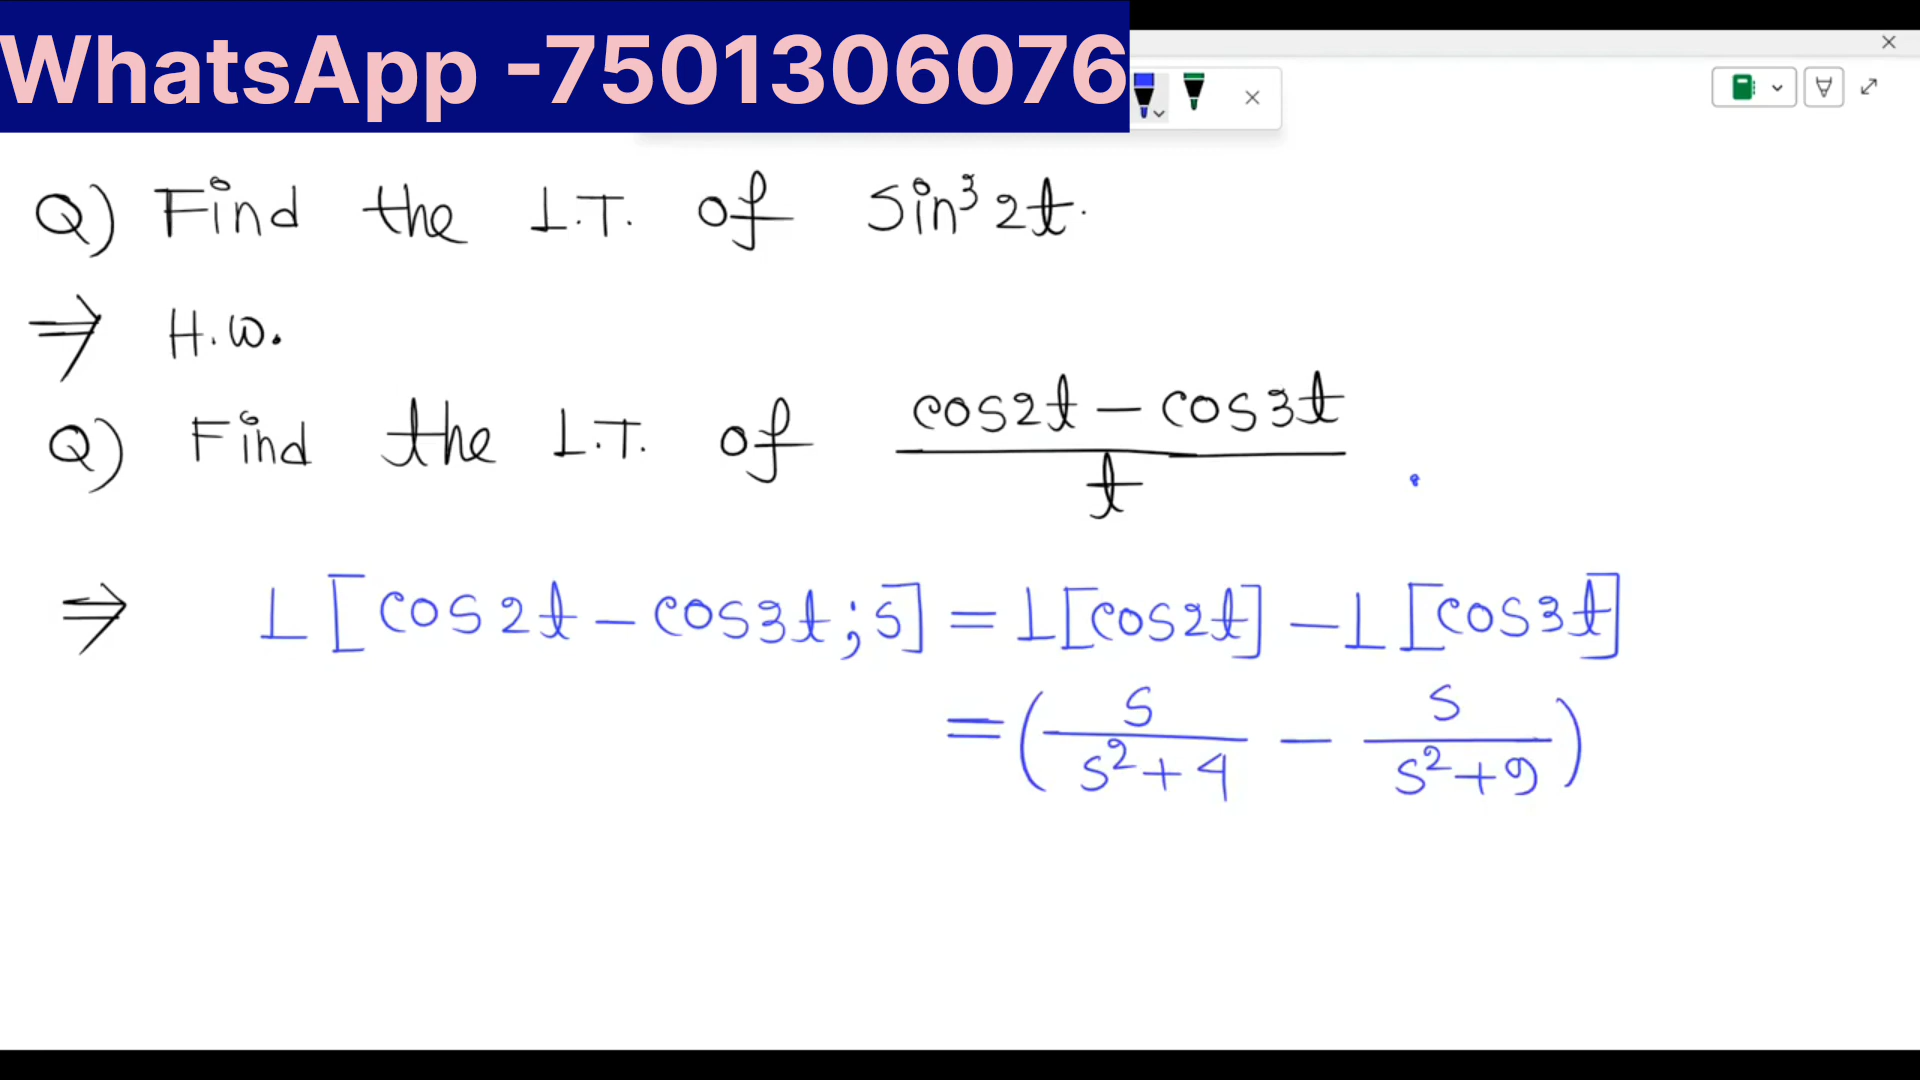 WhatsApp -7501306076
Q) Find the L.T. of Sin³ 2t.
⇒ H.W.
Q) Find the L.T. of (cos2t - cos3t)/t .
⇒ L[cos2t - cos3t; s] = L[cos2t] - L[cos3t]
= (s/(s²+4) - s/(s²+9))